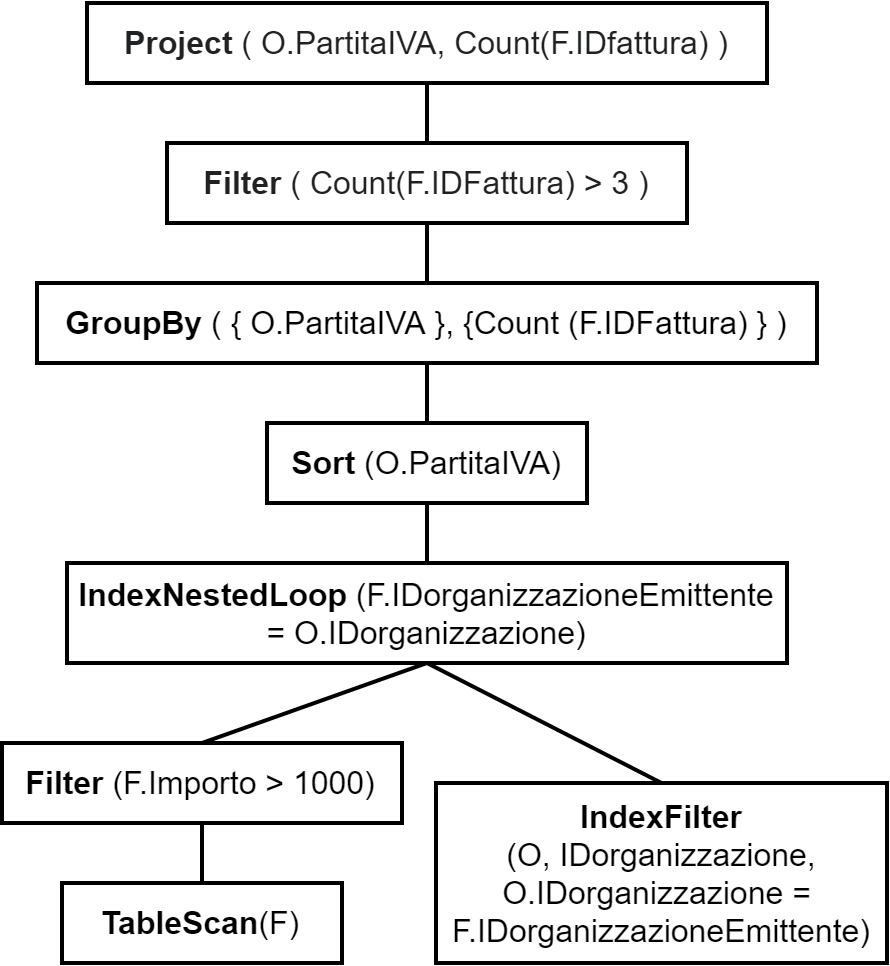 Project ( O.PartitaIVA, Count(F.IDfattura) )
Filter ( Count(F.IDFattura) > 3 )
GroupBy ( { O.PartitaIVA }, {Count (F.IDFattura) } )
Sort (O.PartitaIVA)
IndexNestedLoop (F.IDorganizzazioneEmittente
= O.IDorganizzazione)
Filter (F.Importo > 1000)
TableScan(F)
IndexFilter
(O, IDorganizzazione,
O.IDorganizzazione =
F.IDorganizzazioneEmittente)